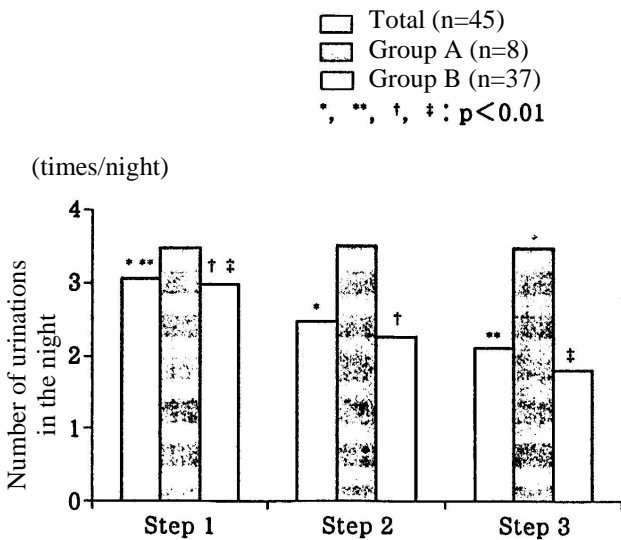 Total (n=45)
Group A (n=8)
Group B (n=37)
*, **, †, ‡ : p<0.01
(times/night)
Number of urinations
in the night
4
3
2
1
0
* **
† ‡
*
†
**
‡
Step 1
Step 2
Step 3